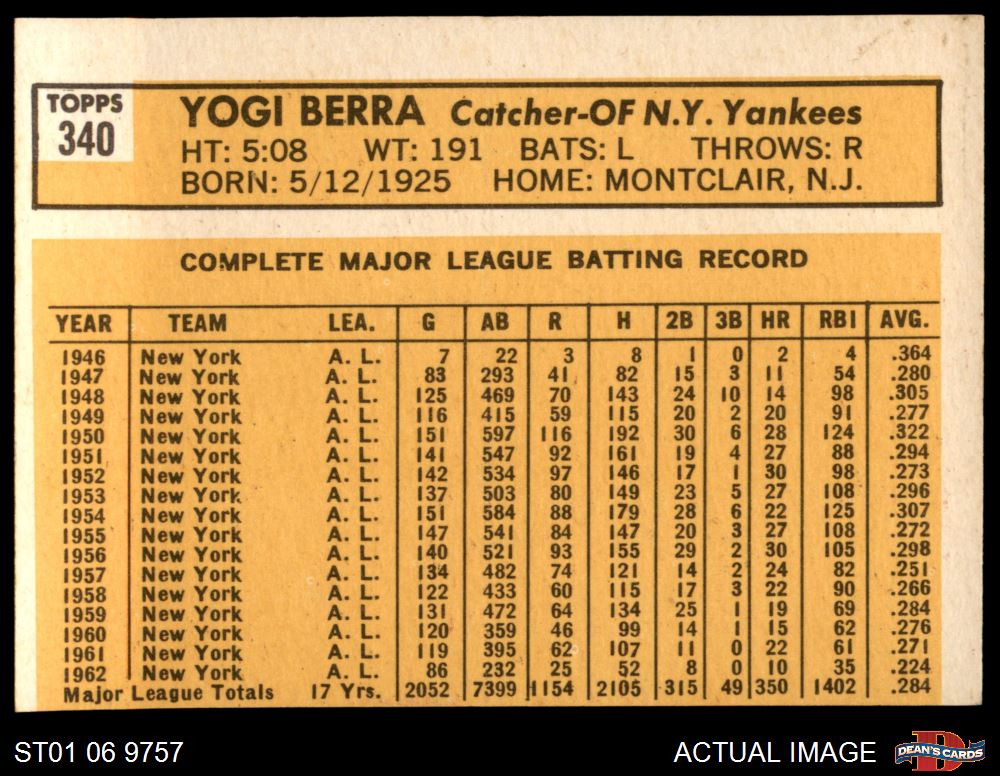 TOPPS
340
YOGI BERRA Catcher-OF N.Y. Yankees
HT: 5:08 WT: 191 BATS: L THROWS: R
BORN: 5/12/1925 HOME: MONTCLAIR, N.J.
COMPLETE MAJOR LEAGUE BATTING RECORD
YEAR TEAM LEA. G AB R H 2B 3B HR RBI AVG.
1946 New York A. L. 7 22 3 8 1 0 2 4 .364
1947 New York A. L. 83 293 41 82 15 3 11 54 .280
1948 New York A. L. 125 469 70 143 24 10 14 98 .305
1949 New York A. L. 116 415 59 115 20 2 20 91 .277
1950 New York A. L. 151 597 116 192 30 6 28 124 .322
1951 New York A. L. 141 547 92 161 19 4 27 88 .294
1952 New York A. L. 142 534 97 146 17 1 30 98 .273
1953 New York A. L. 137 503 80 149 23 5 27 108 .296
1954 New York A. L. 151 584 88 179 28 6 22 125 .307
1955 New York A. L. 147 541 84 147 20 3 27 108 .272
1956 New York A. L. 140 521 93 155 29 2 30 105 .298
1957 New York A. L. 134 482 74 121 14 2 24 82 .251
1958 New York A. L. 122 433 60 115 17 3 22 90 .266
1959 New York A. L. 131 472 64 134 25 1 19 69 .284
1960 New York A. L. 120 359 46 99 14 1 15 62 .276
1961 New York A. L. 119 395 62 107 11 0 22 61 .271
1962 New York A. L. 86 232 25 52 8 0 10 35 .224
Major League Totals 17 Yrs. 2052 7399 1154 2105 315 49 350 1402 .284
ST01 06 9757 ACTUAL IMAGE D DEAN'S CARDS